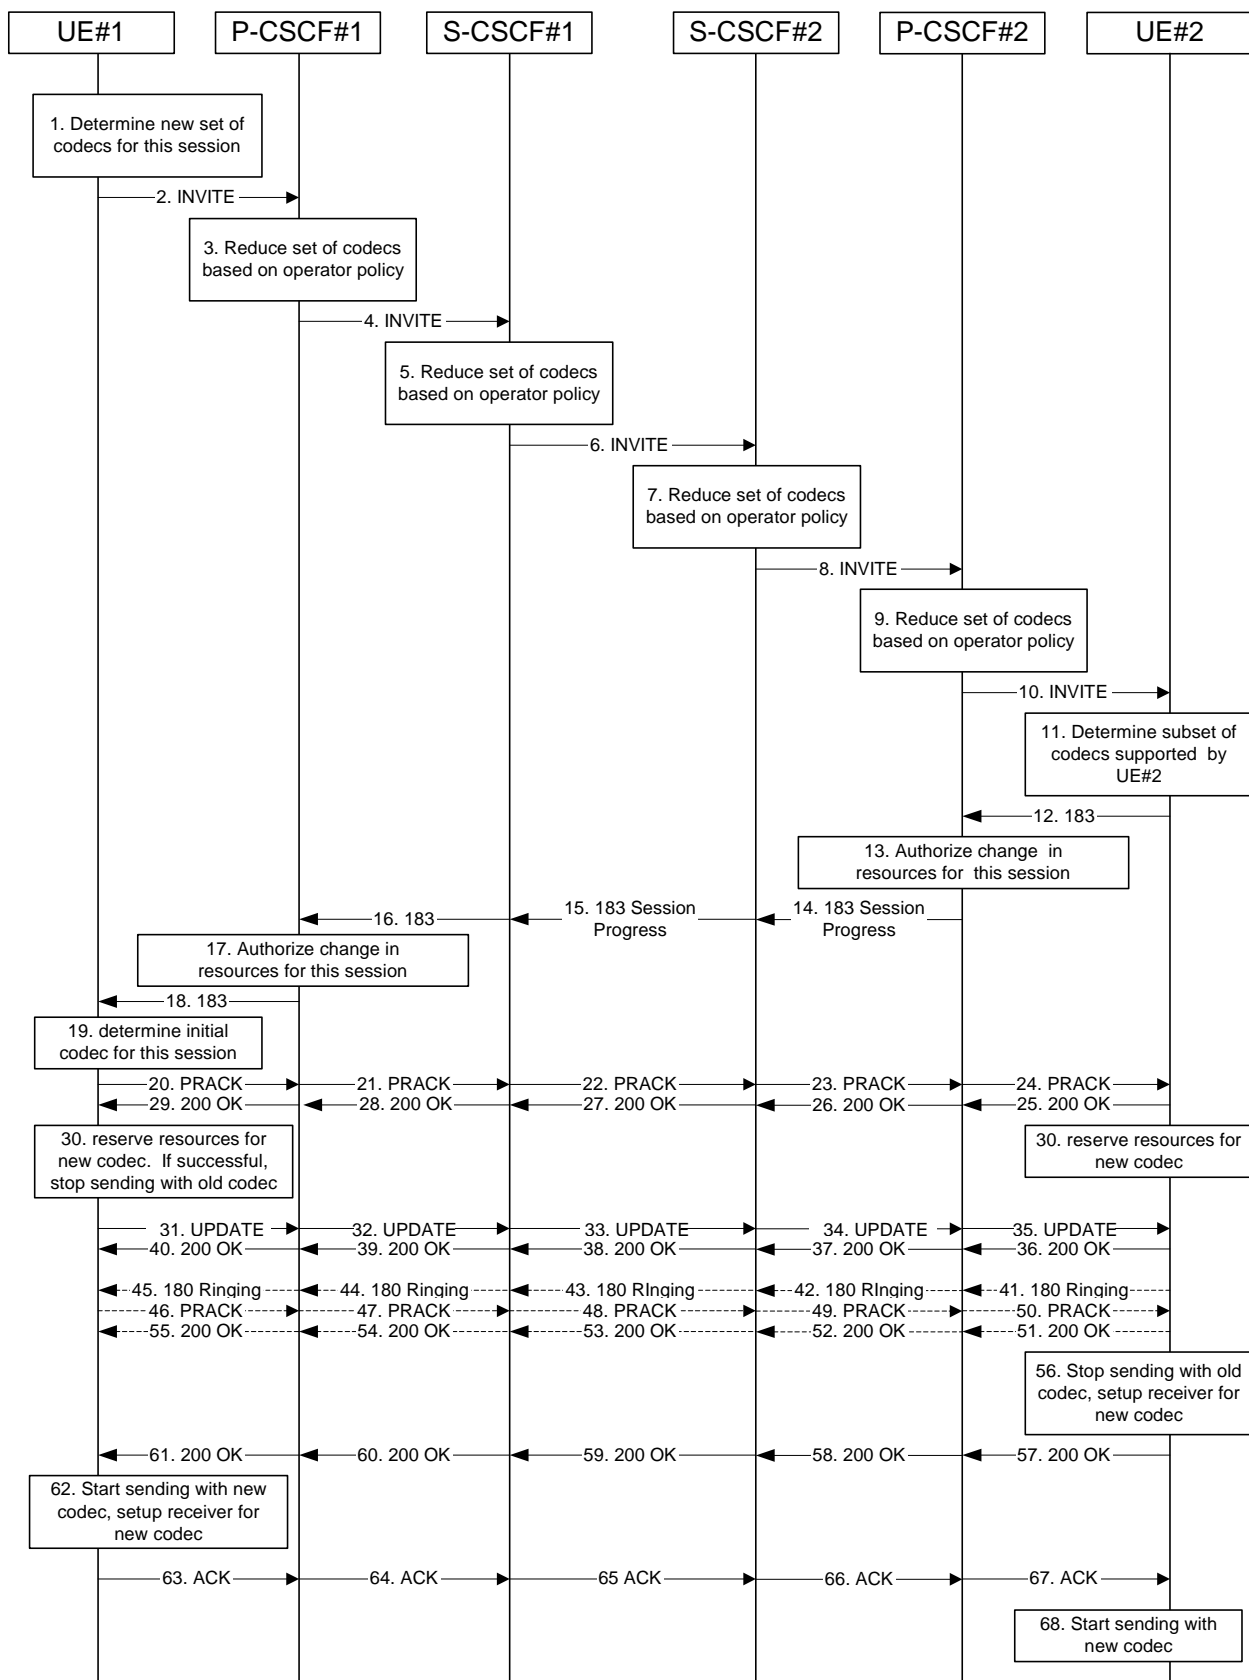 UE#1 P-CSCF#1 S-CSCF#1 S-CSCF#2 P-CSCF#2 UE#2
1. Determine new set of
codecs for this session
2. INVITE
3. Reduce set of codecs
based on operator policy
4. INVITE
5. Reduce set of codecs
based on operator policy
6. INVITE
7. Reduce set of codecs
based on operator policy
8. INVITE
9. Reduce set of codecs
based on operator policy
10. INVITE
11. Determine subset of
codecs supported by
UE#2
12. 183
13. Authorize change in
resources for this session
14. 183 Session
Progress
15. 183 Session
Progress
16. 183
17. Authorize change in
resources for this session
18. 183
19. determine initial
codec for this session
20. PRACK 21. PRACK 22. PRACK 23. PRACK 24. PRACK
29. 200 OK 28. 200 OK 27. 200 OK 26. 200 OK 25. 200 OK
30. reserve resources for
new codec. If successful,
stop sending with old codec
30. reserve resources for
new codec
31. UPDATE 32. UPDATE 33. UPDATE 34. UPDATE 35. UPDATE
40. 200 OK 39. 200 OK 38. 200 OK 37. 200 OK 36. 200 OK
45. 180 Ringing 44. 180 Ringing 43. 180 RInging 42. 180 RInging 41. 180 Ringing
46. PRACK 47. PRACK 48. PRACK 49. PRACK 50. PRACK
55. 200 OK 54. 200 OK 53. 200 OK 52. 200 OK 51. 200 OK
56. Stop sending with old
codec, setup receiver for
new codec
61. 200 OK 60. 200 OK 59. 200 OK 58. 200 OK 57. 200 OK
62. Start sending with new
codec, setup receiver for
new codec
63. ACK 64. ACK 65 ACK 66. ACK 67. ACK
68. Start sending with
new codec